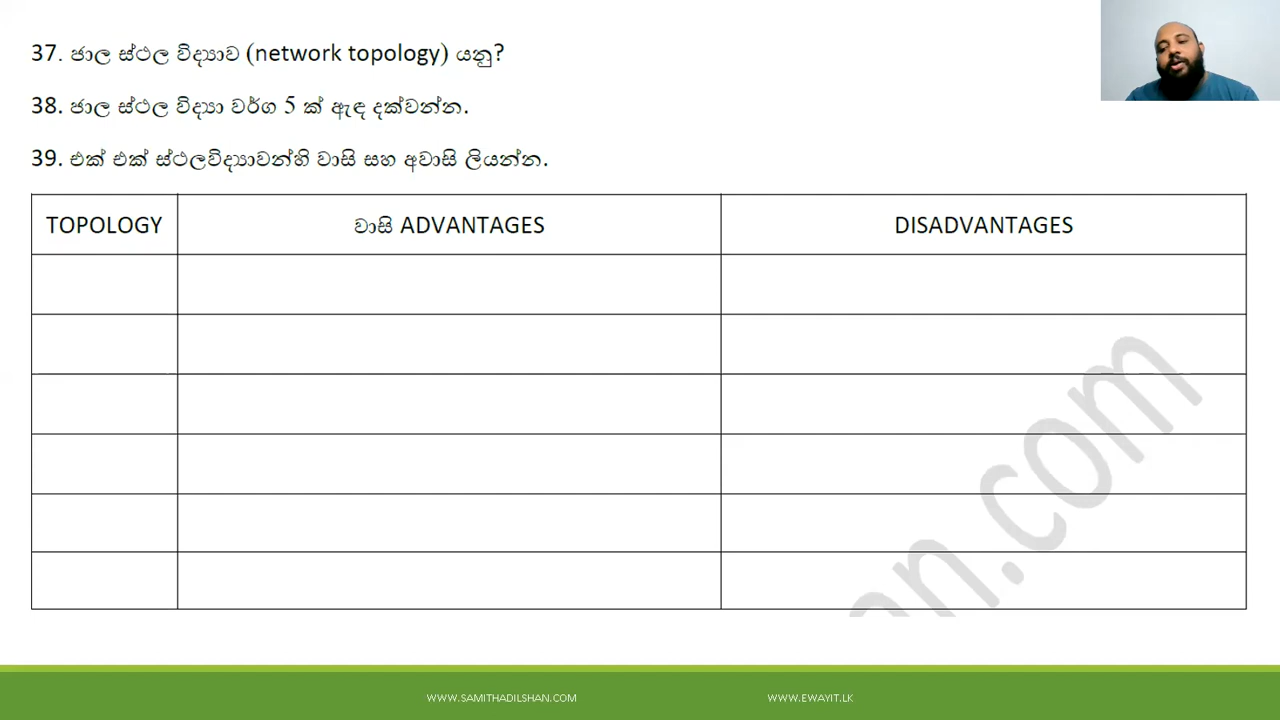 37. ජාල ස්ථල විද්‍යාව (network topology) යනු?
38. ජාල ස්ථල විද්‍යා වර්ග 5 ක් ඇඳ දක්වන්න.
39. එක් එක් ස්ථලවිද්‍යාවන්හි වාසි සහ අවාසි ලියන්න.
TOPOLOGY වාසි ADVANTAGES DISADVANTAGES
n.com
WWW.SAMITHADILSHAN.COM WWW.EWAYIT.LK